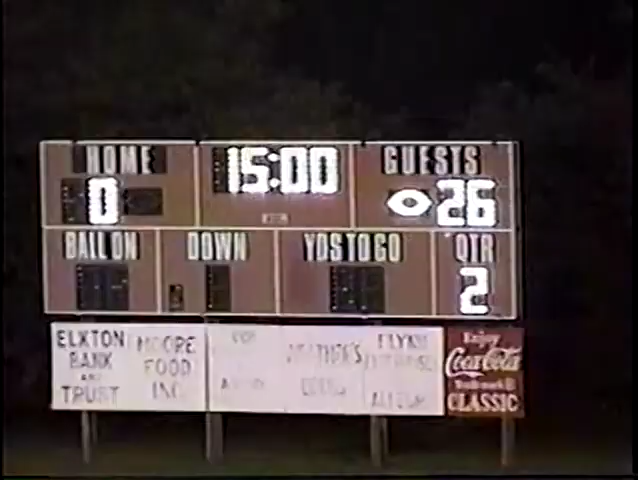 HOME
15:00
GUESTS
0
26
BALL ON
DOWN
YDS TO GO
QTR
2
ELKTON
BANK
AND
TRUST
MOORE
FOOD
INC.
Enjoy
Coca-Cola
Trademark®
CLASSIC